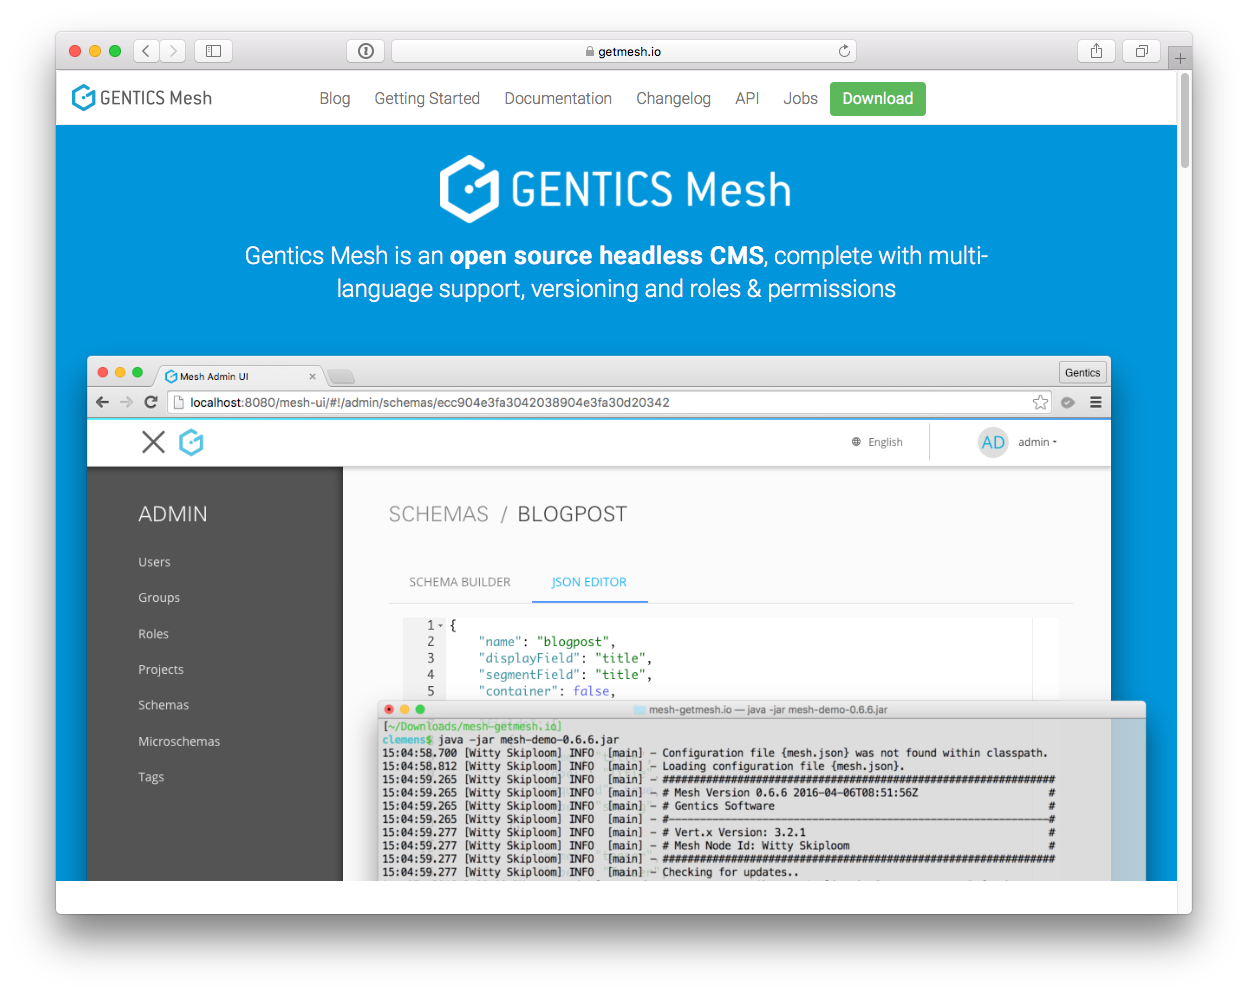 getmesh.io
GENTICS Mesh
Blog Getting Started Documentation Changelog API Jobs Download
GENTICS Mesh
Gentics Mesh is an open source headless CMS, complete with multi-
language support, versioning and roles & permissions
Mesh Admin UI
Gentics
localhost:8080/mesh-ui/#!/admin/schemas/ecc904e3fa3042038904e3fa30d20342
English
AD admin
ADMIN
Users
Groups
Roles
Projects
Schemas
Microschemas
Tags
SCHEMAS / BLOGPOST
SCHEMA BUILDER JSON EDITOR
1 {
2 "name": "blogpost",
3 "displayField": "title",
4 "segmentField": "title",
5 "container": false,
mesh-getmesh.io — java -jar mesh-demo-0.6.6.jar
[~/Downloads/mesh-getmesh.io]
clemens$ java -jar mesh-demo-0.6.6.jar
15:04:58.700 [Witty Skiploom] INFO [main] - Configuration file {mesh.json} was not found within classpath.
15:04:58.812 [Witty Skiploom] INFO [main] - Loading configuration file {mesh.json}.
15:04:59.265 [Witty Skiploom] INFO [main] - ###############################################################
15:04:59.265 [Witty Skiploom] INFO [main] - # Mesh Version 0.6.6 2016-04-06T08:51:56Z #
15:04:59.265 [Witty Skiploom] INFO [main] - # Gentics Software #
15:04:59.265 [Witty Skiploom] INFO [main] - #-------------------------------------------------------------#
15:04:59.277 [Witty Skiploom] INFO [main] - # Vert.x Version: 3.2.1 #
15:04:59.277 [Witty Skiploom] INFO [main] - # Mesh Node Id: Witty Skiploom #
15:04:59.277 [Witty Skiploom] INFO [main] - ###############################################################
15:04:59.277 [Witty Skiploom] INFO [main] - Checking for updates..